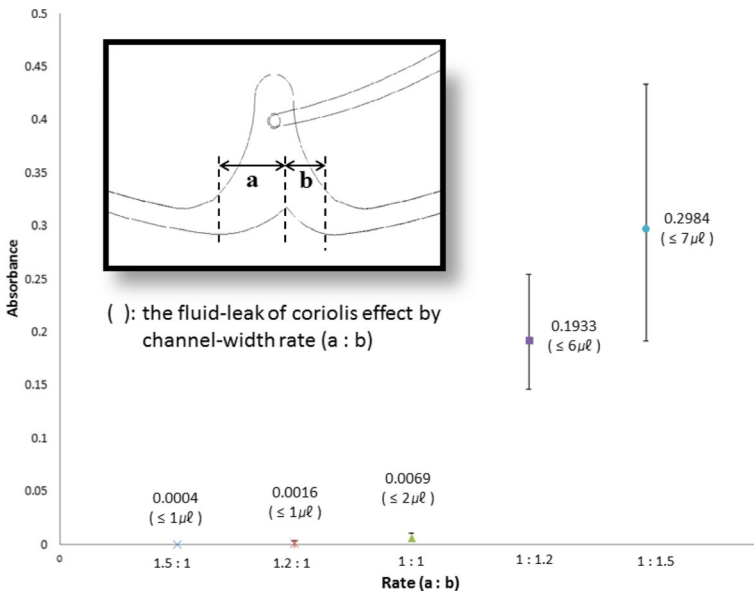 0.5
0.45
0.4
0.35
0.3
0.25
0.2
0.15
0.1
0.05
0
Absorbance
a
b
( ): the fluid-leak of coriolis effect by
channel-width rate (a : b)
0.0004
( ≤ 1㎕ )
0.0016
( ≤ 1㎕ )
0.0069
( ≤ 2㎕ )
0.1933
( ≤ 6㎕ )
0.2984
( ≤ 7㎕ )
0
1.5 : 1
1.2 : 1
1 : 1
1 : 1.2
1 : 1.5
Rate (a : b)